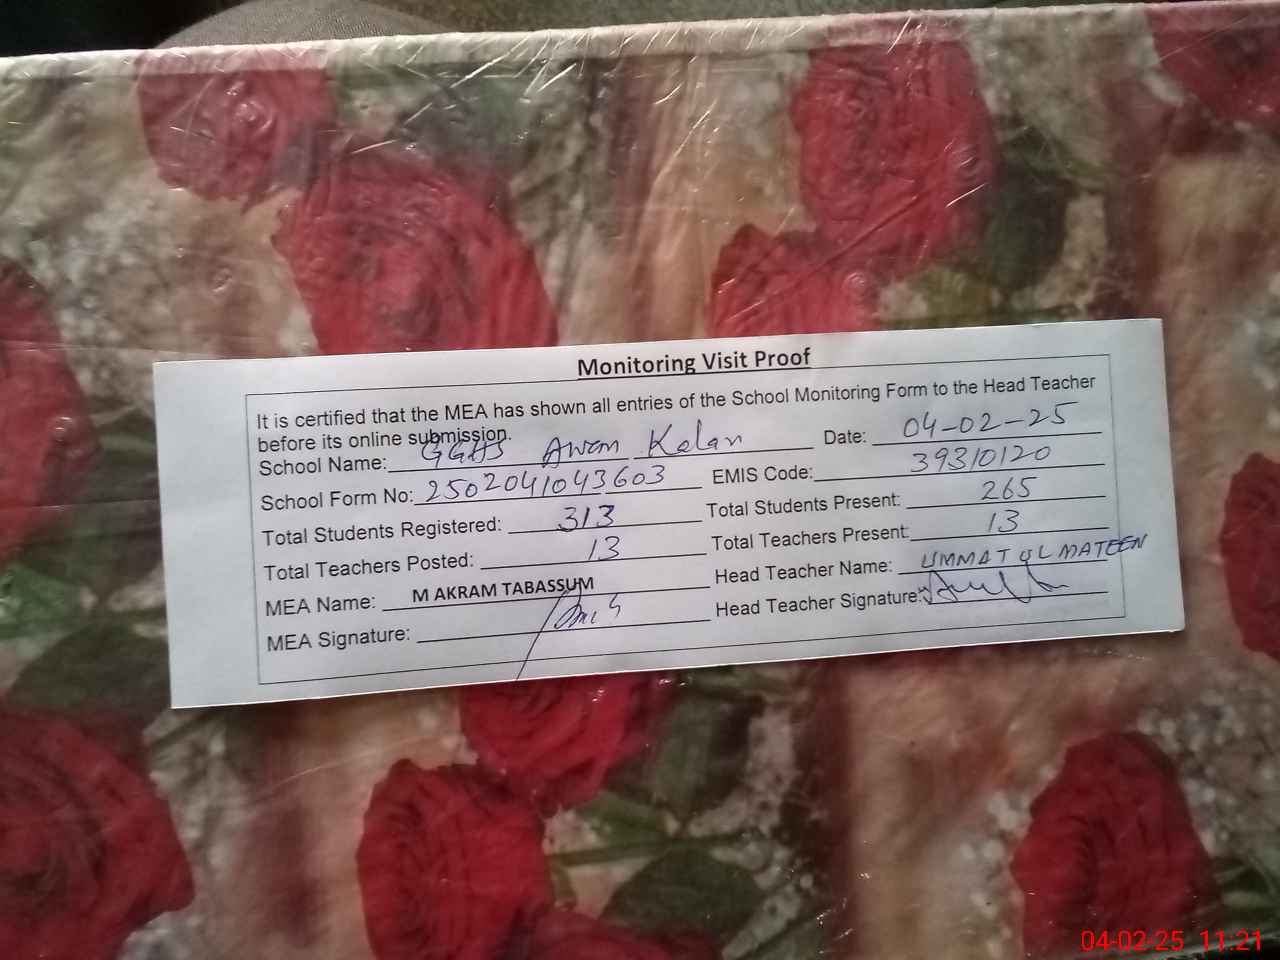 Monitoring Visit Proof
It is certified that the MEA has shown all entries of the School Monitoring Form to the Head Teacher
before its online submission.
School Name: GGHS Awan Kalan Date: 04-02-25
School Form No: 2502041043603 EMIS Code: 39310120
Total Students Registered: 313 Total Students Present: 265
Total Teachers Posted: 13 Total Teachers Present: 13
MEA Name: M AKRAM TABASSUM Head Teacher Name: UMMAT UL MATEEN
MEA Signature: Head Teacher Signature:
04-02-25 11:21